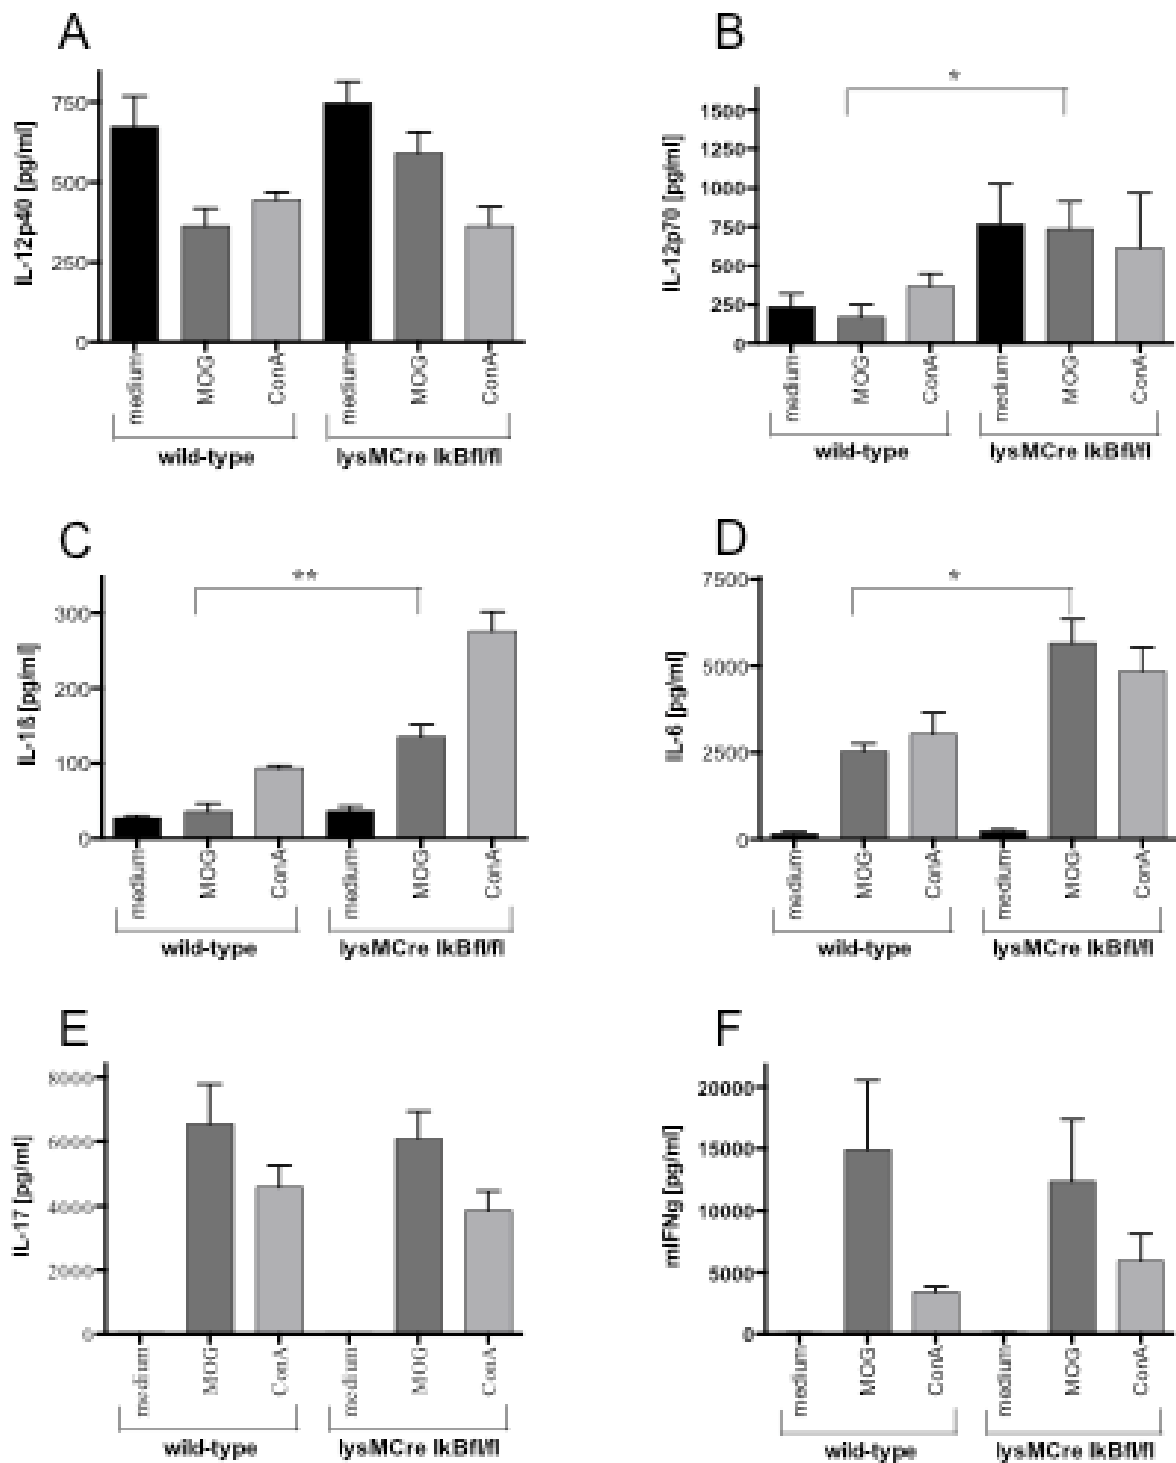 A
IL-12p40 [pg/ml]
750
500
250
0
medium
MOG
ConA
medium
MOG
ConA
wild-type
lysMCre IkBfl/fl
B
*
IL-12p70 [pg/ml]
1500
1250
1000
750
500
250
0
medium
MOG
ConA
medium
MOG
ConA
wild-type
lysMCre IkBfl/fl
C
**
IL-1ß [pg/ml]
300
200
100
0
medium
MOG
ConA
medium
MOG
ConA
wild-type
lysMCre IkBfl/fl
D
*
IL-6 [pg/ml]
7500
5000
2500
0
medium
MOG
ConA
medium
MOG
ConA
wild-type
lysMCre IkBfl/fl
E
IL-17 [pg/ml]
8000
6000
4000
2000
0
medium
MOG
ConA
medium
MOG
ConA
wild-type
lysMCre IkBfl/fl
F
mIFNg [pg/ml]
20000
15000
10000
5000
0
medium
MOG
ConA
medium
MOG
ConA
wild-type
lysMCre IkBfl/fl